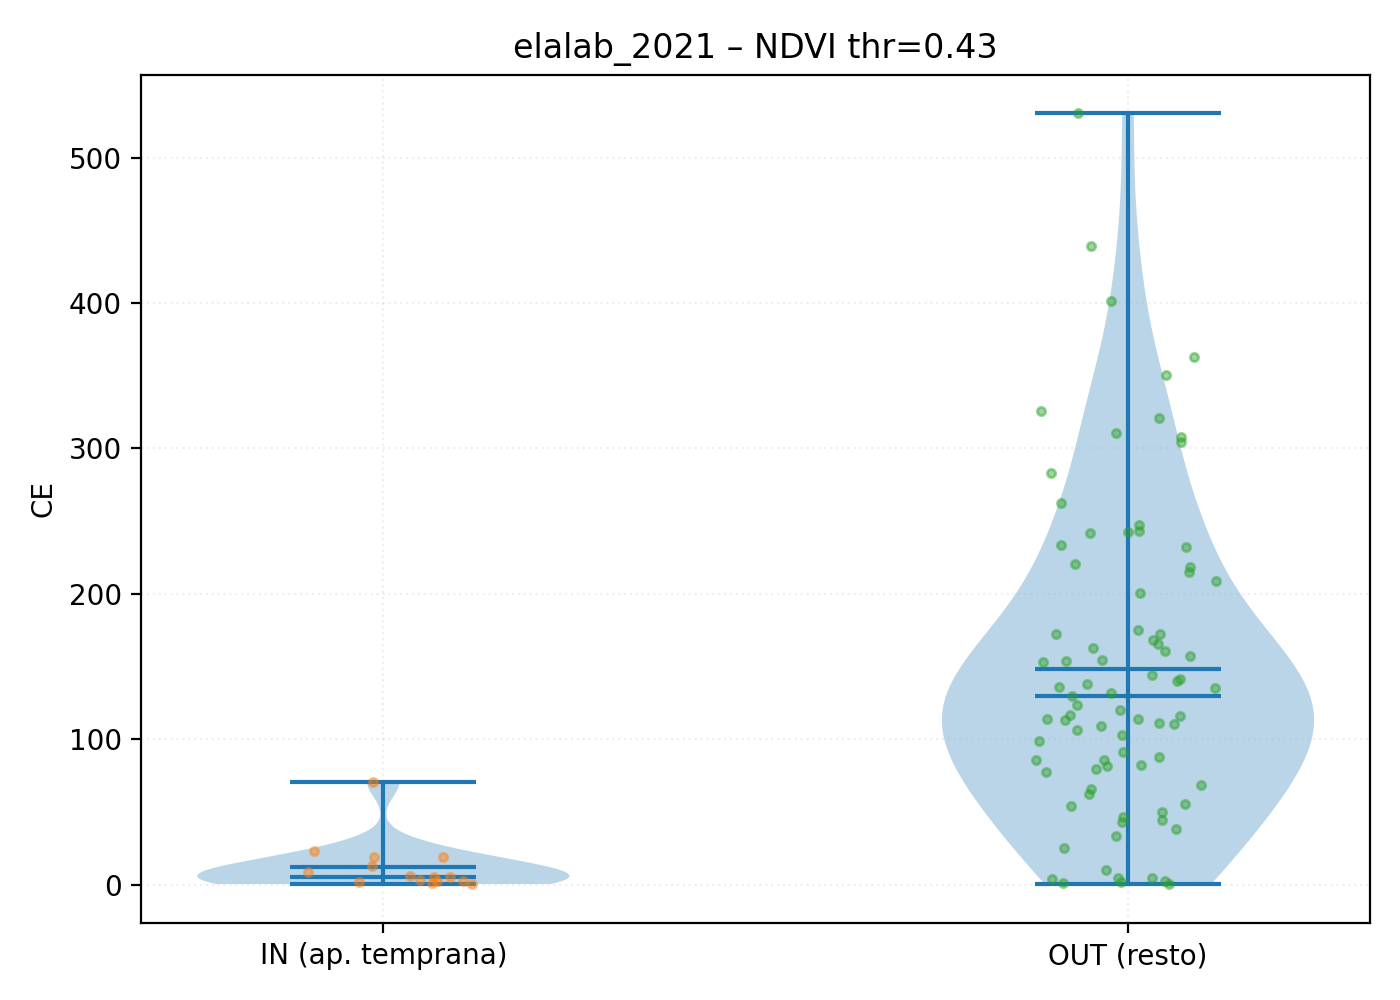 elalab_2021 – NDVI thr=0.43
CE
500
400
300
200
100
0
IN (ap. temprana)
OUT (resto)